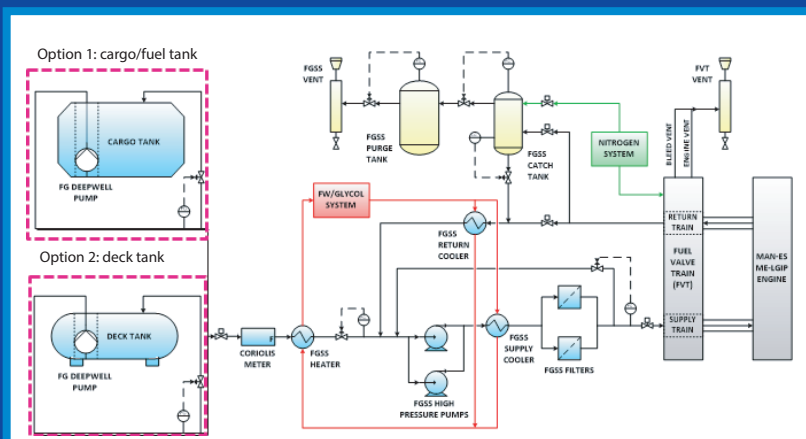 Option 1: cargo/fuel tank
CARGO TANK
FG DEEPWELL
PUMP
Option 2: deck tank
DECK TANK
FG DEEPWELL
PUMP
CORIOLIS
METER
F
FGSS
HEATER
FW/GLYCOL
SYSTEM
FGSS
VENT
FGSS
PURGE
TANK
FGSS
CATCH
TANK
FGSS
RETURN
COOLER
FGSS HIGH
PRESSURE PUMPS
FGSS
SUPPLY
COOLER
FGSS FILTERS
NITROGEN
SYSTEM
BLEED VENT
ENGINE VENT
FVT
VENT
RETURN
TRAIN
FUEL
VALVE
TRAIN
(FVT)
SUPPLY
TRAIN
MAN-ES
ME-LGIP
ENGINE